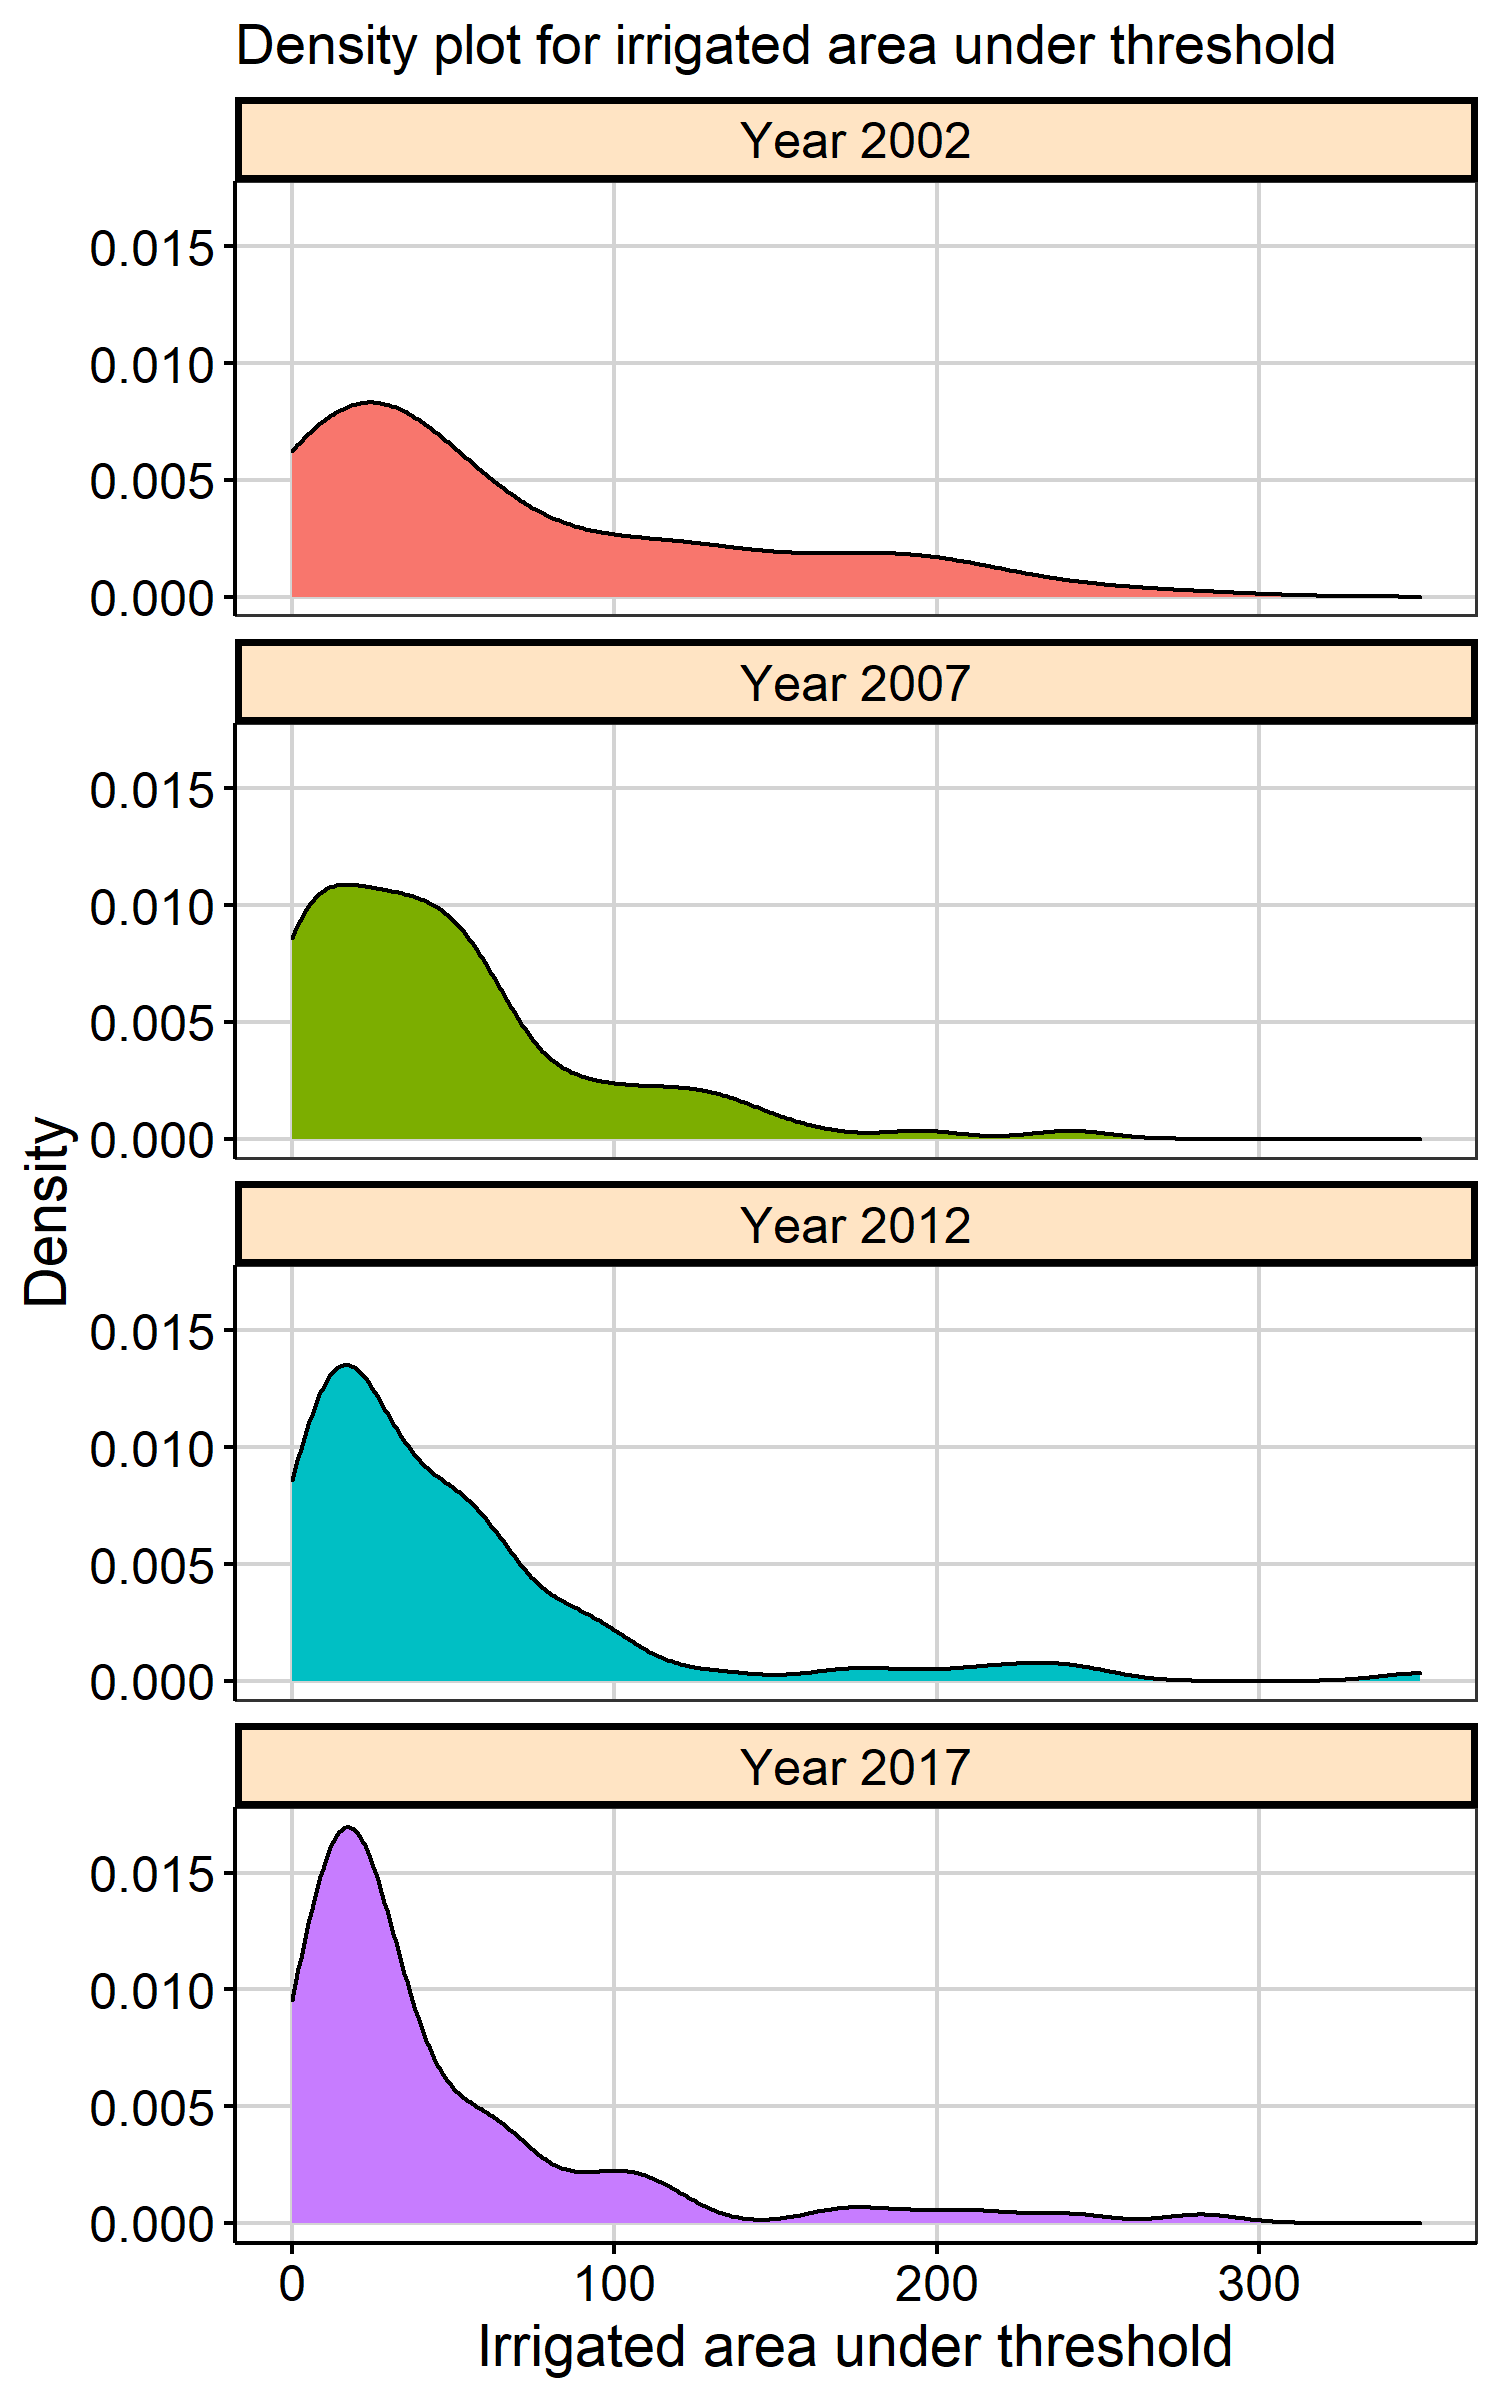 Density plot for irrigated area under threshold
Year 2002
0.015
0.010
0.005
0.000
Year 2007
0.015
0.010
0.005
0.000
Year 2012
0.015
0.010
0.005
0.000
Year 2017
0.015
0.010
0.005
0.000
Density
0 100 200 300
Irrigated area under threshold